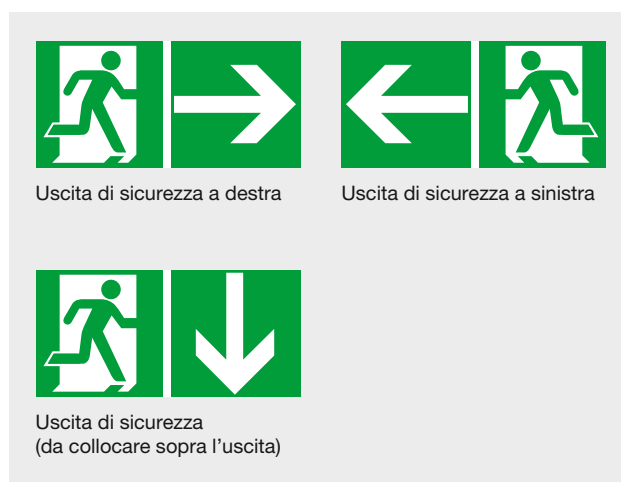 Uscita di sicurezza a destra
Uscita di sicurezza a sinistra
Uscita di sicurezza
(da collocare sopra l’uscita)